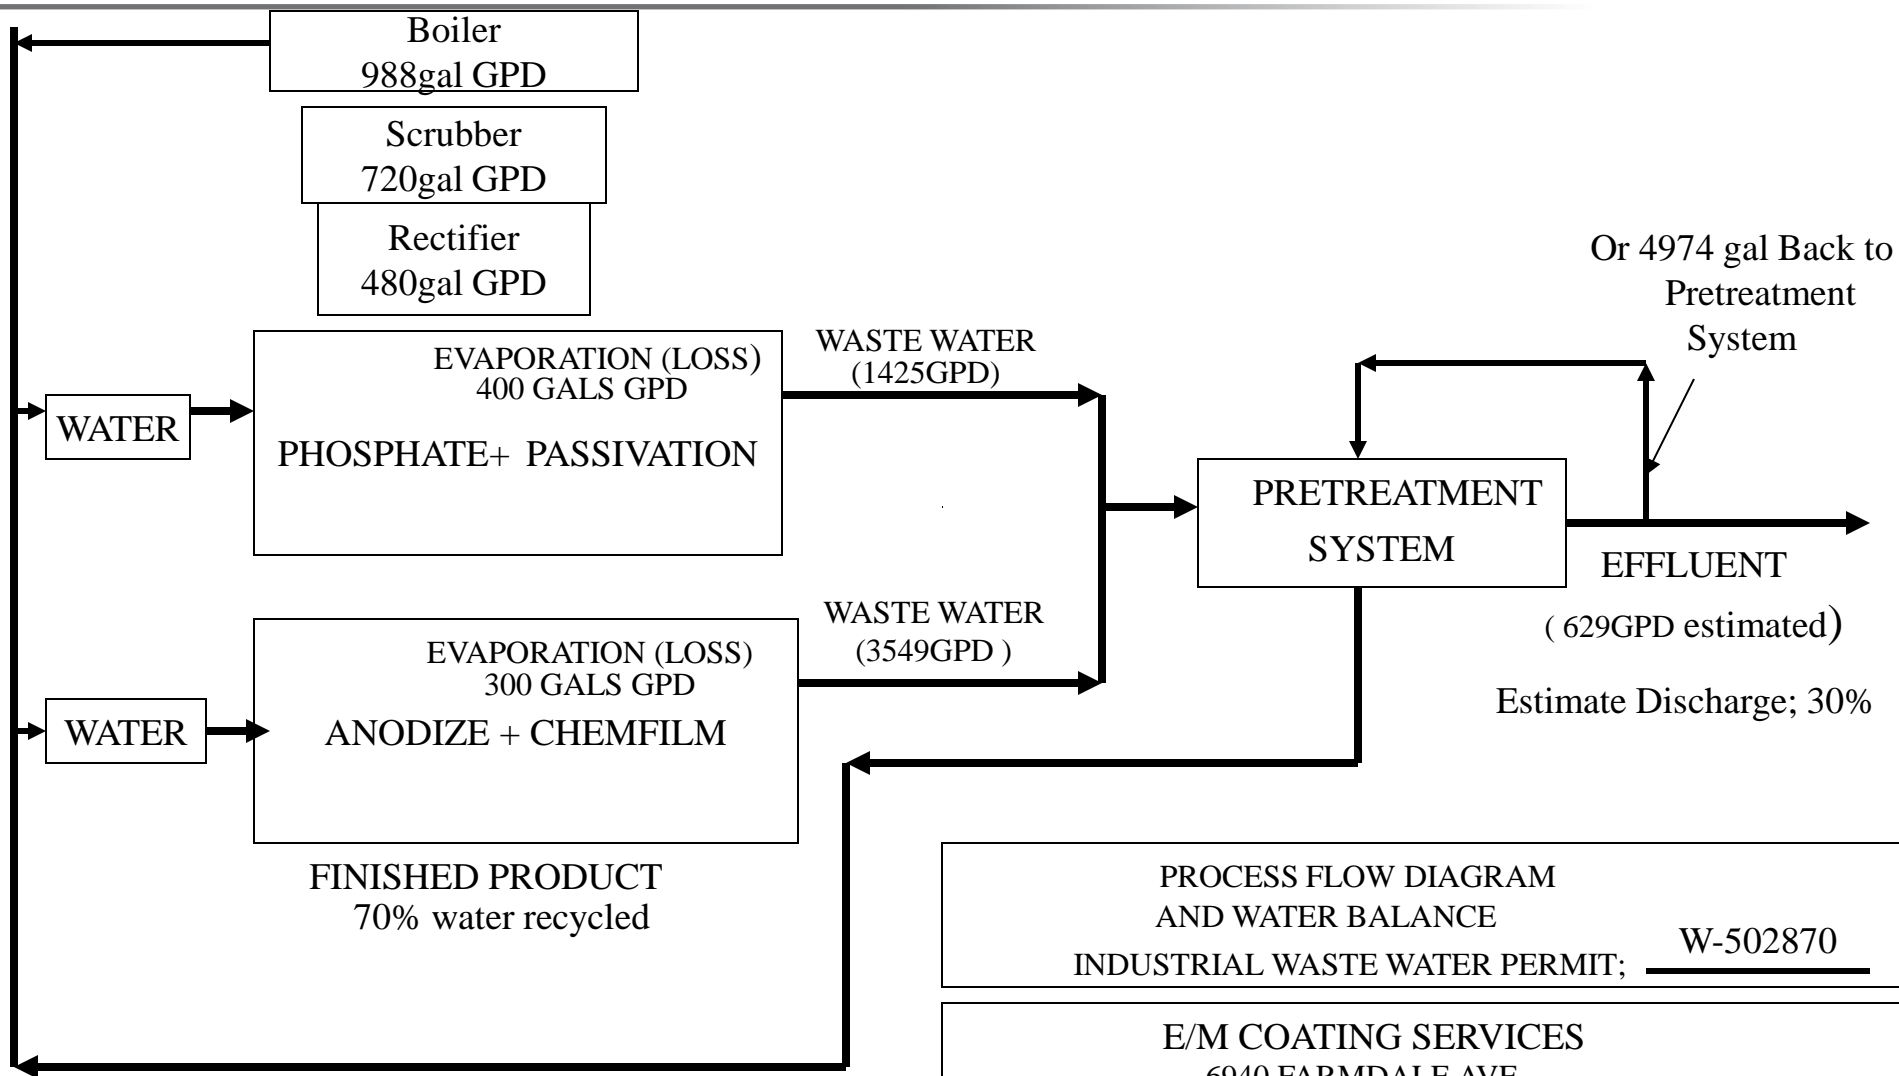 Boiler
988gal GPD
Scrubber
720gal GPD
Rectifier
480gal GPD
Or 4974 gal Back to
Pretreatment
System
EVAPORATION (LOSS)
400 GALS GPD
PHOSPHATE+ PASSIVATION
WASTE WATER
(1425GPD)
WATER
PRETREATMENT
SYSTEM
EFFLUENT
( 629GPD estimated)
Estimate Discharge; 30%
EVAPORATION (LOSS)
300 GALS GPD
ANODIZE + CHEMFILM
WASTE WATER
(3549GPD )
WATER
FINISHED PRODUCT
70% water recycled
PROCESS FLOW DIAGRAM
AND WATER BALANCE
INDUSTRIAL WASTE WATER PERMIT; W-502870
E/M COATING SERVICES
6940 FARMDALE AVE